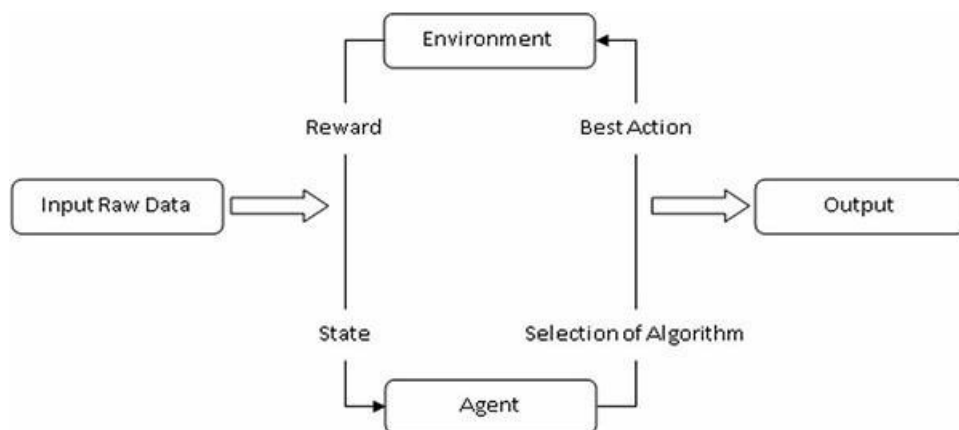 Environment
Reward
Best Action
Input Raw Data
Output
State
Selection of Algorithm
Agent